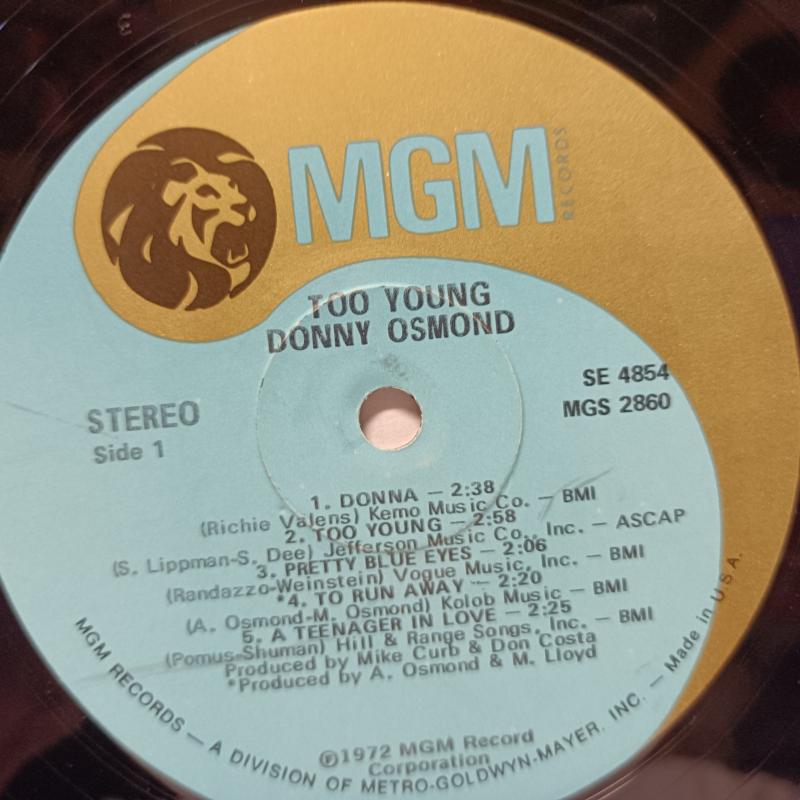 MGM
RECORDS
TOO YOUNG
DONNY OSMOND
SE 4854
MGS 2860
STEREO
Side 1
1. DONNA — 2:38
(Richie Valens) Kemo Music Co. — BMI
2. TOO YOUNG — 2:58
(S. Lippman-S. Dee) Jefferson Music Co., Inc. — ASCAP
3. PRETTY BLUE EYES — 2:06
(Randazzo-Weinstein) Vogue Music, Inc. — BMI
*4. TO RUN AWAY — 2:20
(A. Osmond-M. Osmond) Kolob Music — BMI
5. A TEENAGER IN LOVE — 2:25
(Pomus-Shuman) Hill & Range Songs, Inc. — BMI
Produced by Mike Curb & Don Costa
*Produced by A. Osmond & M. Lloyd
℗1972 MGM Record
Corporation
MGM RECORDS — A DIVISION OF METRO-GOLDWYN-MAYER, INC. — Made in U.S.A.